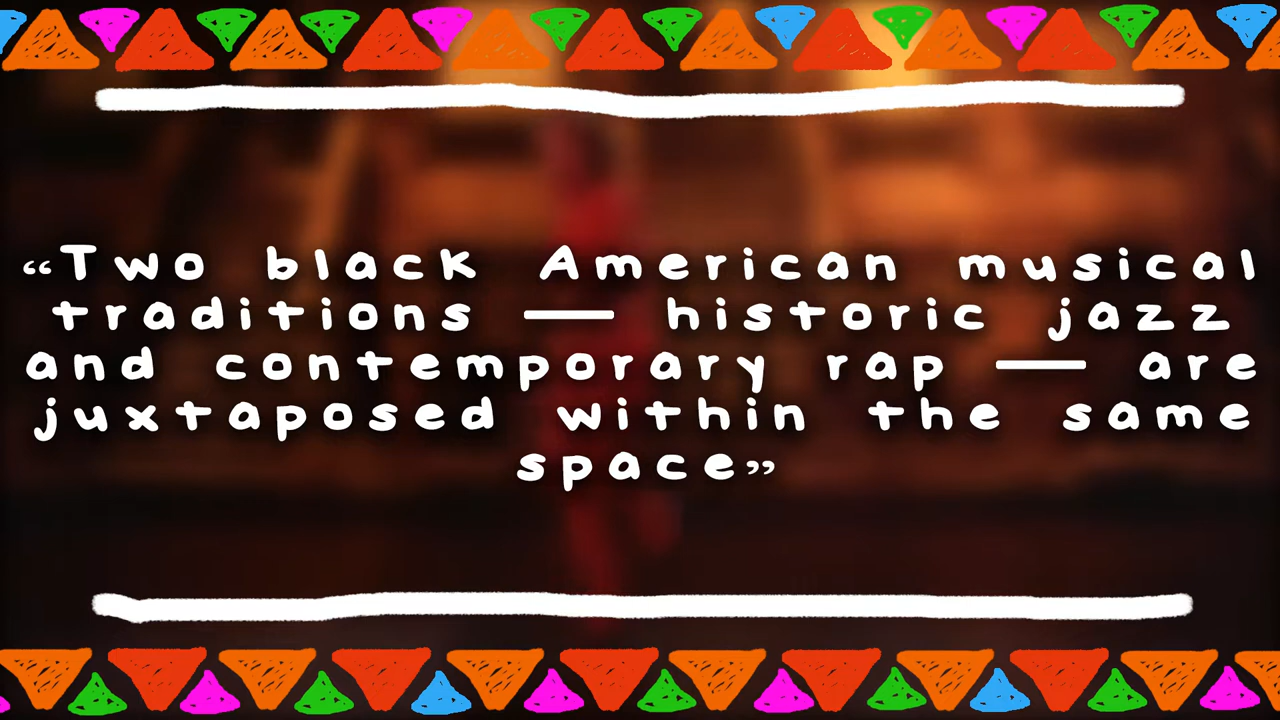 “Two black American musical
traditions — historic jazz
and contemporary rap — are
juxtaposed within the same
space”